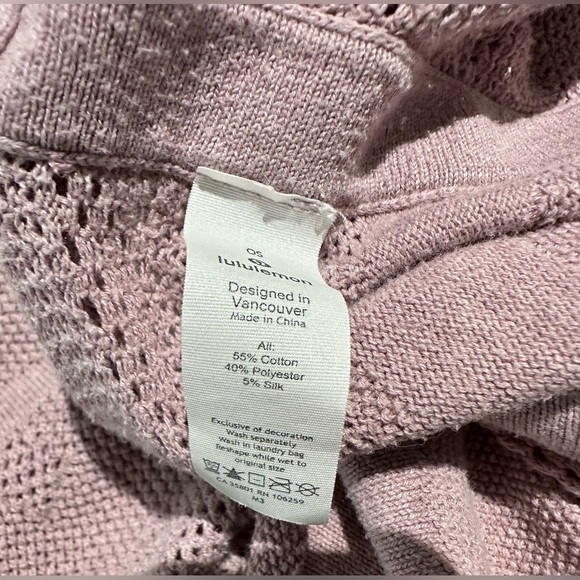 OS
lululemon
Designed in
Vancouver
Made in China
All:
55% Cotton
40% Polyester
5% Silk
Exclusive of decoration
Wash separately
Wash in laundry bag
Reshape while wet to
original size
CA 35801 RN 106259
M3